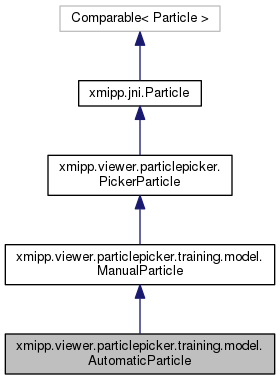 Comparable< Particle >
xmipp.jni.Particle
xmipp.viewer.particlepicker.
PickerParticle
xmipp.viewer.particlepicker.training.model.
ManualParticle
xmipp.viewer.particlepicker.training.model.
AutomaticParticle